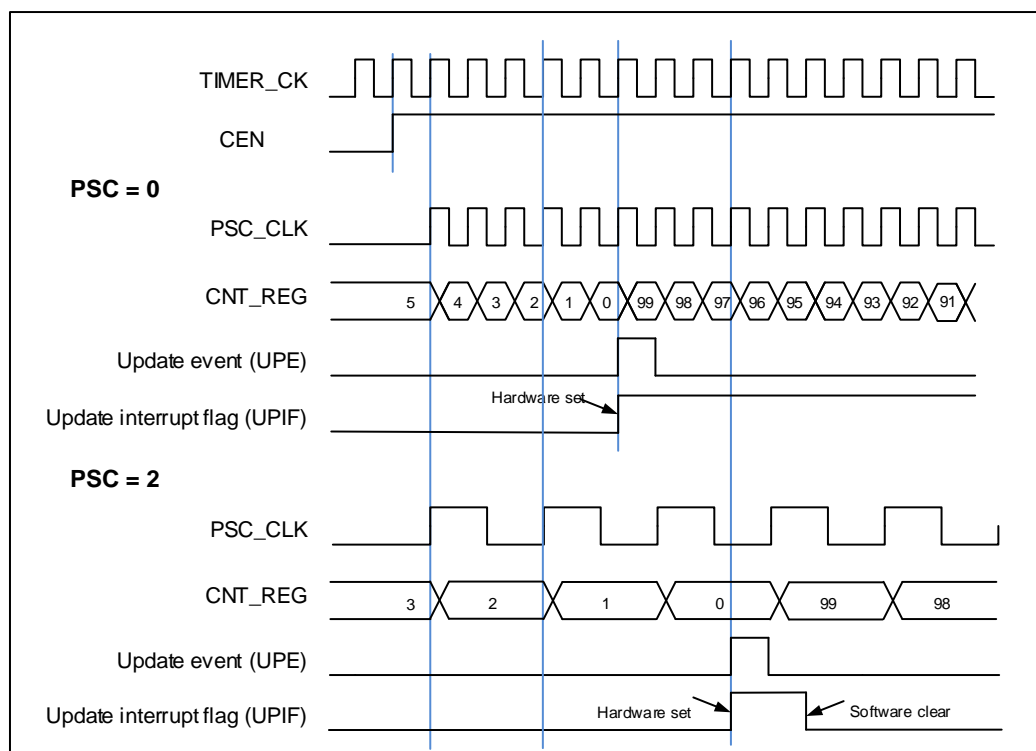 TIMER_CK
CEN
PSC = 0
PSC_CLK
CNT_REG 5 4 3 2 1 0 99 98 97 96 95 94 93 92 91
Update event (UPE)
Hardware set
Update interrupt flag (UPIF)
PSC = 2
PSC_CLK
CNT_REG 3 2 1 0 99 98
Update event (UPE)
Update interrupt flag (UPIF) Hardware set Software clear